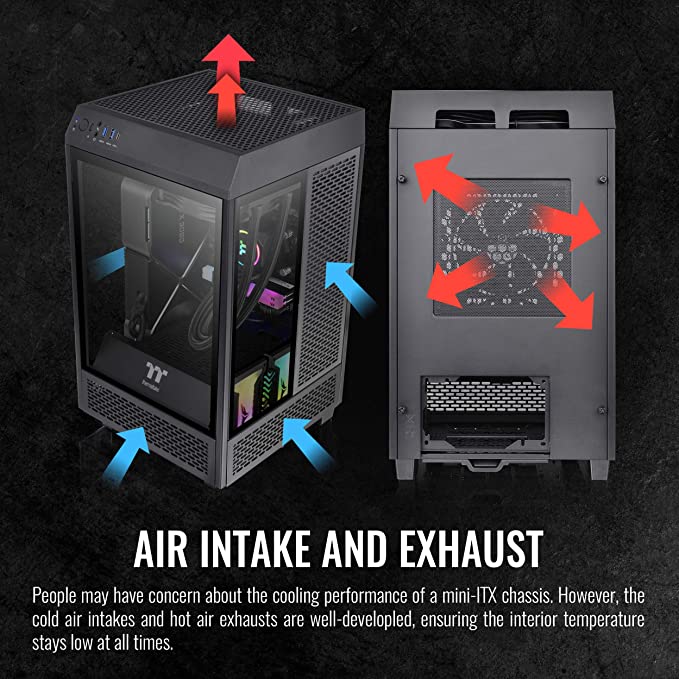 AIR INTAKE AND EXHAUST
People may have concern about the cooling performance of a mini-ITX chassis. However, the
cold air intakes and hot air exhausts are well-developled, ensuring the interior temperature
stays low at all times.